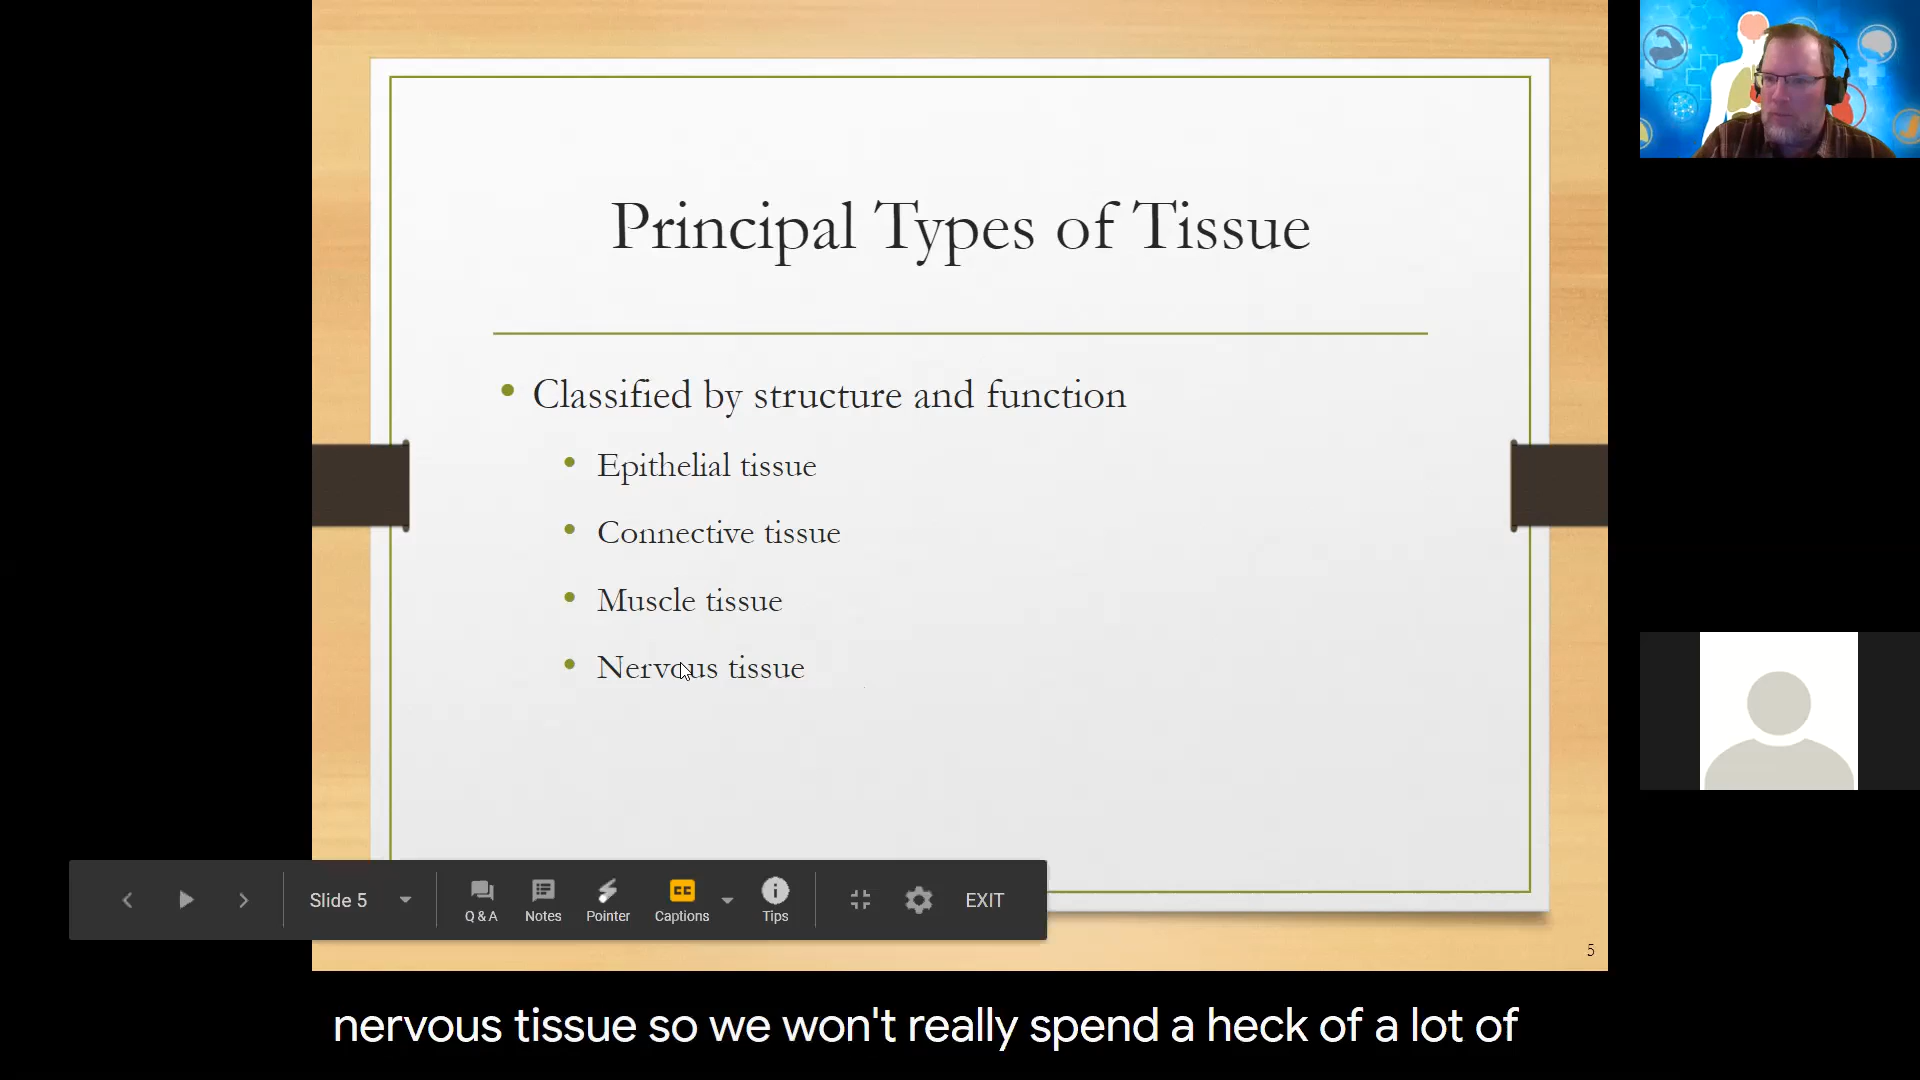 Principal Types of Tissue
Classified by structure and function
Epithelial tissue
Connective tissue
Muscle tissue
Nervous tissue
Slide 5
Q & A
Notes
Pointer
CC
Captions
Tips
EXIT
5
nervous tissue so we won't really spend a heck of a lot of